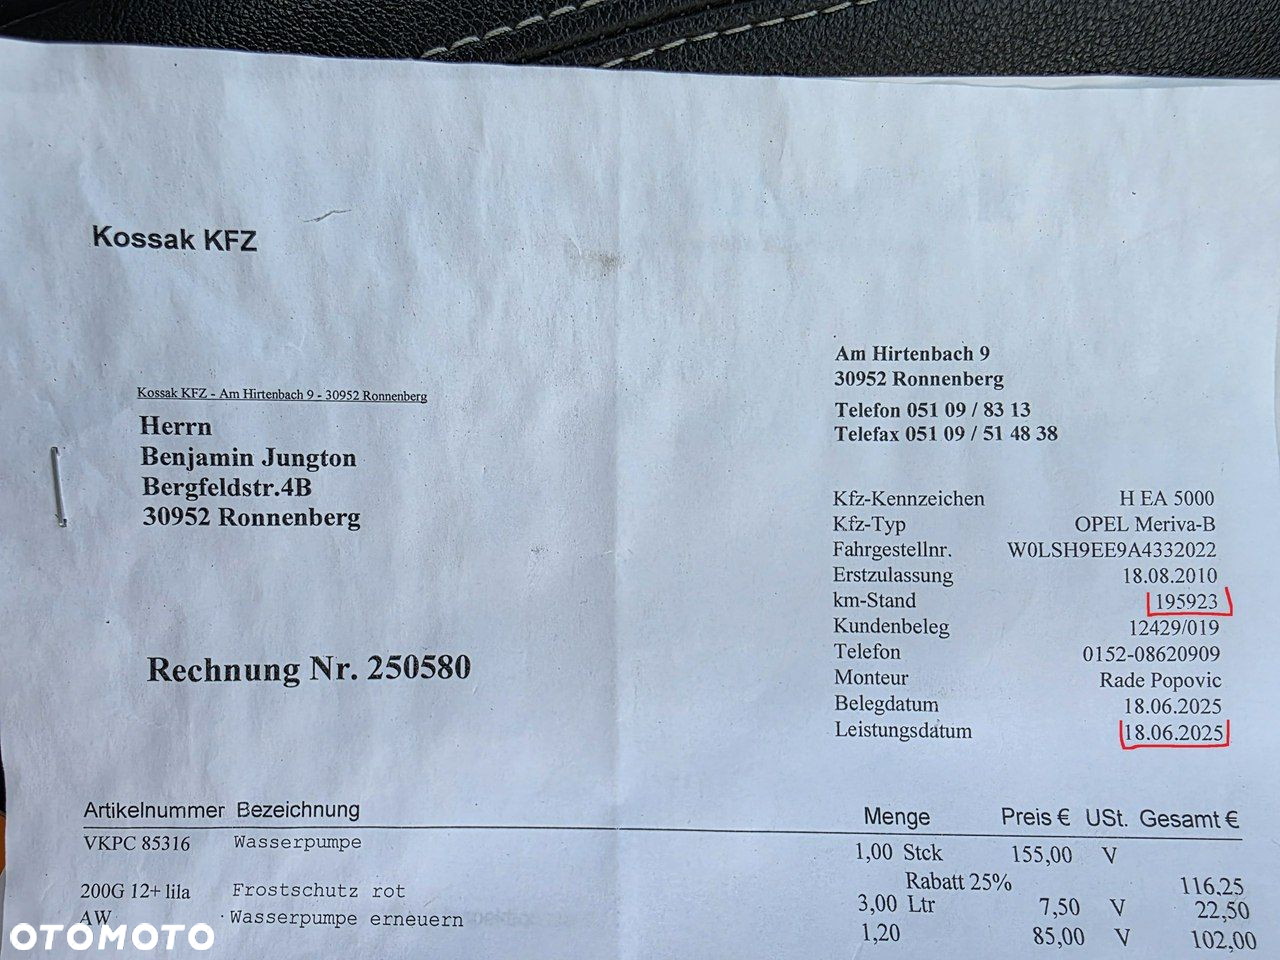 Kossak KFZ
Am Hirtenbach 9
30952 Ronnenberg
Telefon 051 09 / 83 13
Telefax 051 09 / 51 48 38
Kossak KFZ - Am Hirtenbach 9 - 30952 Ronnenberg
Herrn
Benjamin Jungton
Bergfeldstr.4B
30952 Ronnenberg
Kfz-Kennzeichen H EA 5000
Kfz-Typ OPEL Meriva-B
Fahrgestellnr. W0LSH9EE9A4332022
Erstzulassung 18.08.2010
km-Stand 195923
Kundenbeleg 12429/019
Telefon 0152-08620909
Monteur Rade Popovic
Belegdatum 18.06.2025
Leistungsdatum 18.06.2025
Rechnung Nr. 250580
Artikelnummer Bezeichnung Menge Preis € USt. Gesamt €
VKPC 85316 Wasserpumpe 1,00 Stck 155,00 V
Rabatt 25% 116,25
200G 12+ lila Frostschutz rot 3,00 Ltr 7,50 V 22,50
AW Wasserpumpe erneuern 1,20 85,00 V 102,00
OTOMOTO